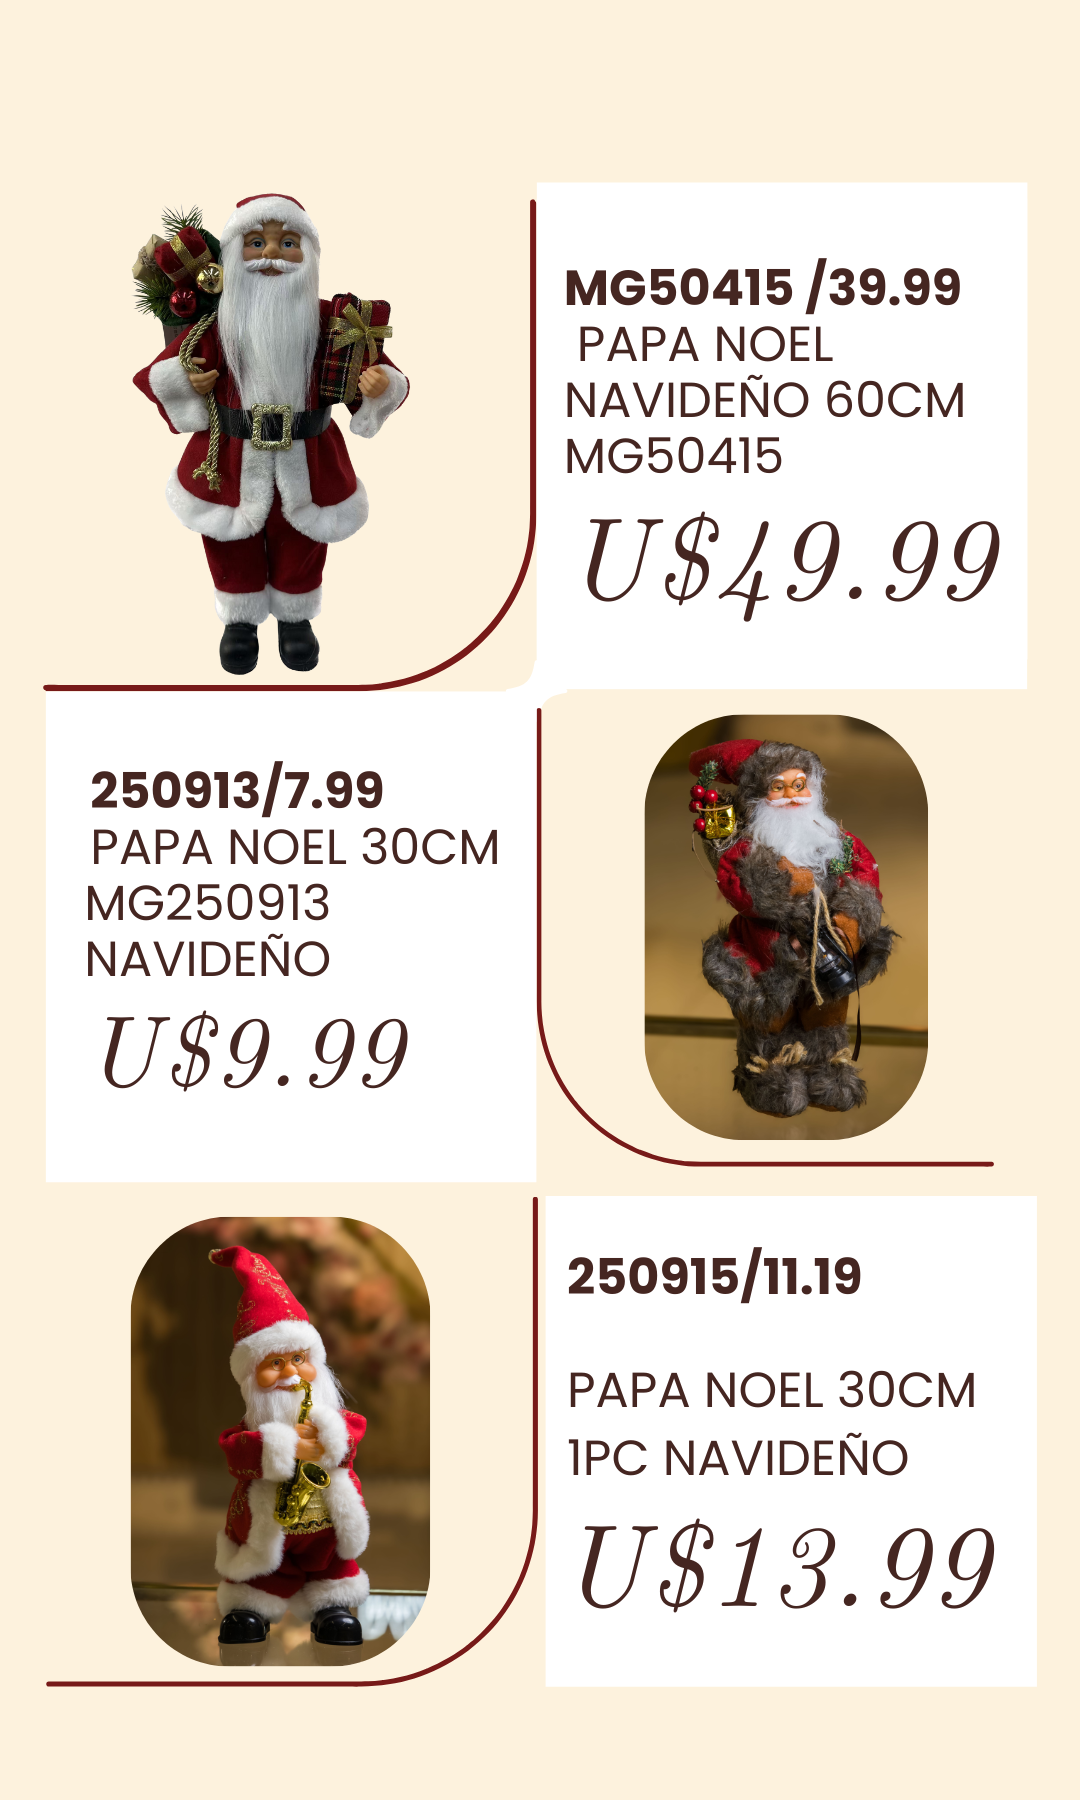 MG50415 /39.99
PAPA NOEL
NAVIDEÑO 60CM
MG50415
U$49.99
250913/7.99
PAPA NOEL 30CM
MG250913
NAVIDEÑO
U$9.99
250915/11.19
PAPA NOEL 30CM
1PC NAVIDEÑO
U$13.99